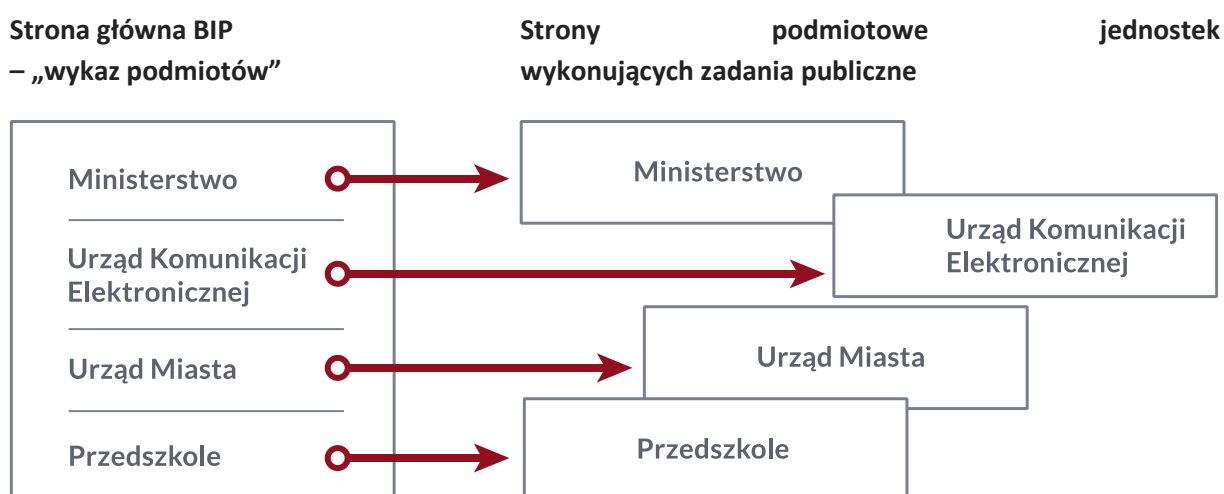 Strona główna BIP
– „wykaz podmiotów”
Strony podmiotowe jednostek
wykonujących zadania publiczne
Ministerstwo
Urząd Komunikacji
Elektronicznej
Urząd Miasta
Przedszkole
Ministerstwo
Urząd Komunikacji
Elektronicznej
Urząd Miasta
Przedszkole